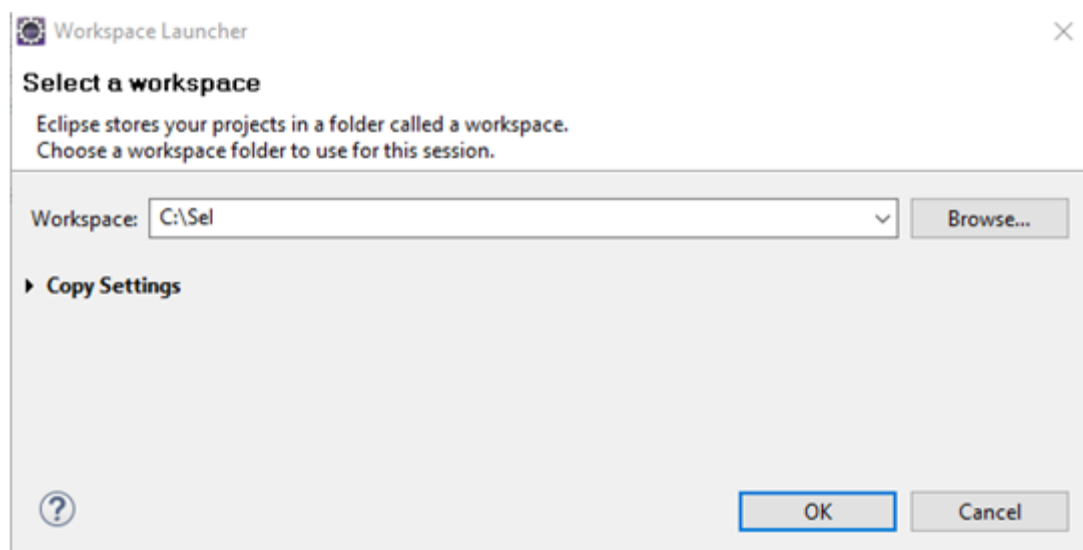 Workspace Launcher
Select a workspace
Eclipse stores your projects in a folder called a workspace.
Choose a workspace folder to use for this session.
Workspace: C:\Sel Browse...
Copy Settings
? OK Cancel